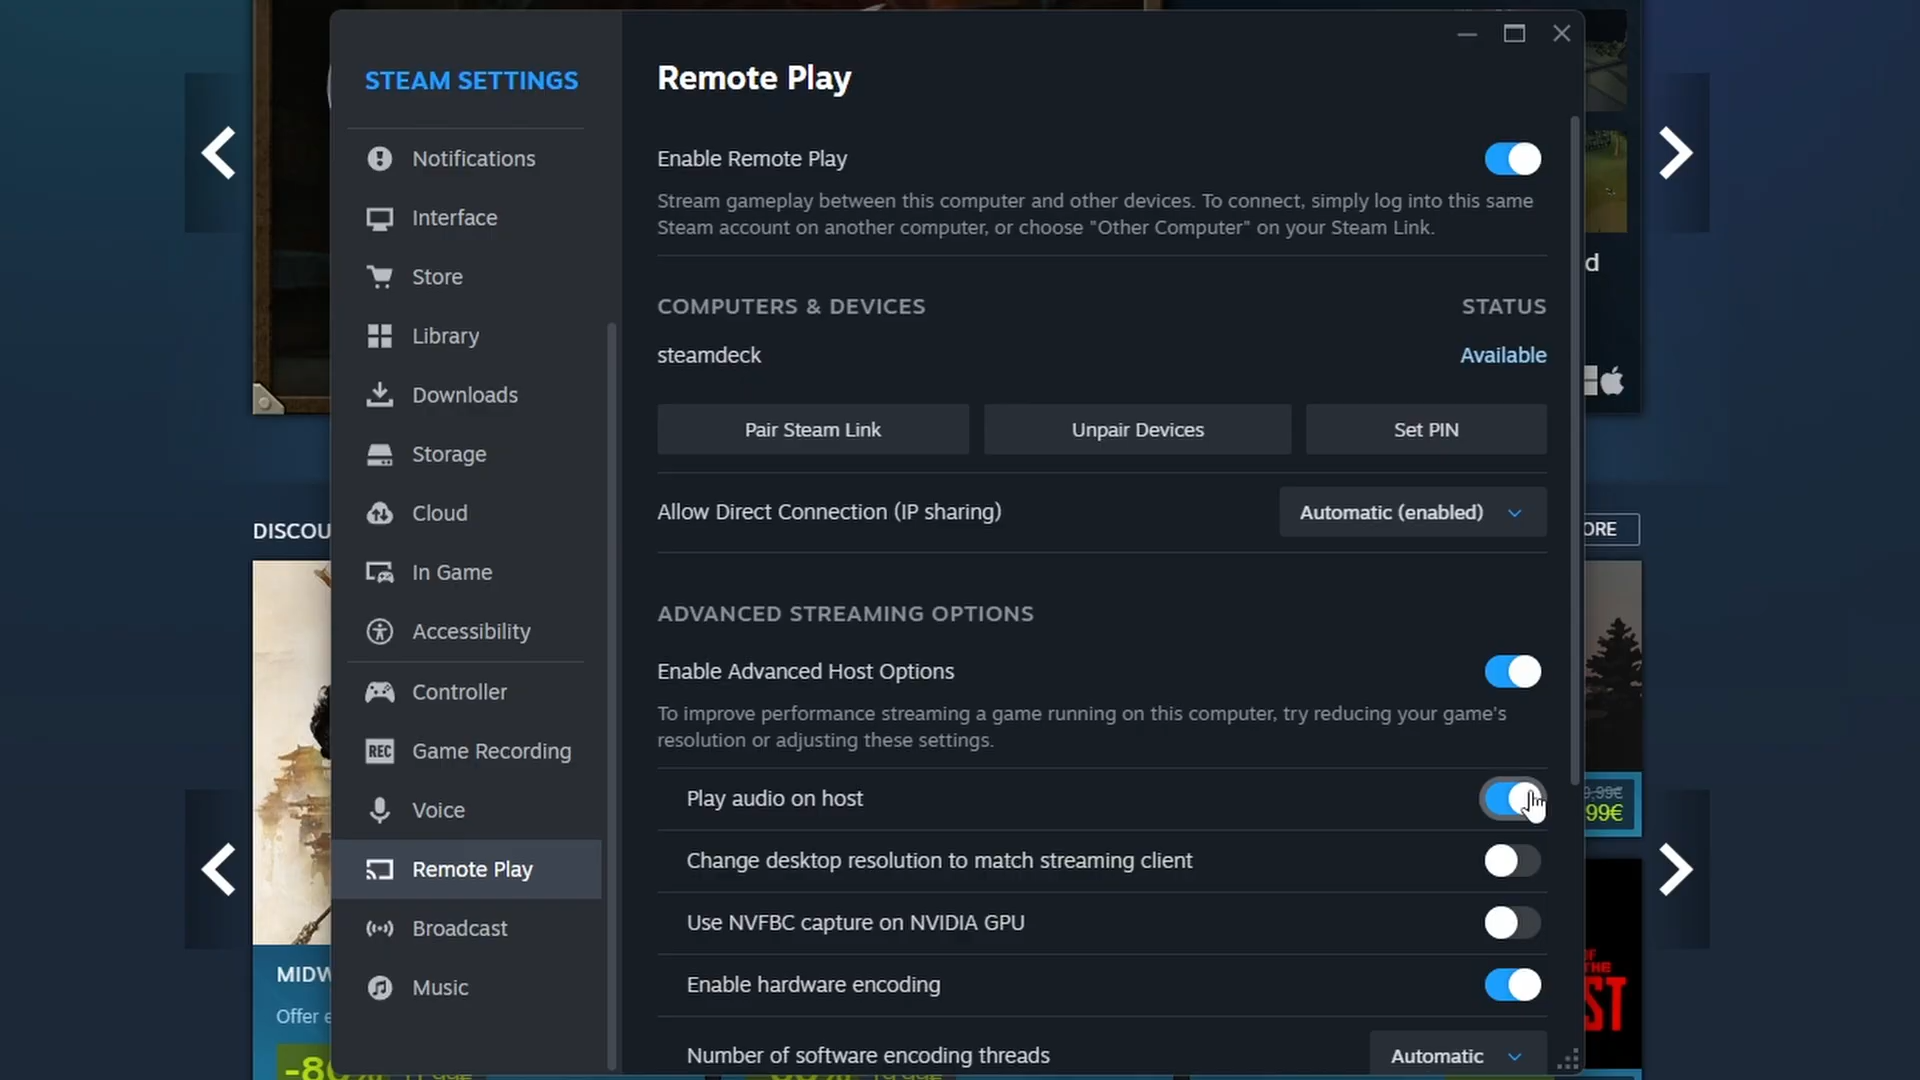 STEAM SETTINGS
Notifications
Interface
Store
Library
Downloads
Storage
Cloud
In Game
Accessibility
Controller
Game Recording
Voice
Remote Play
Broadcast
Music
REC
Remote Play
Enable Remote Play
Stream gameplay between this computer and other devices. To connect, simply log into this same
Steam account on another computer, or choose "Other Computer" on your Steam Link.
COMPUTERS & DEVICES STATUS
steamdeck Available
Pair Steam Link Unpair Devices Set PIN
Allow Direct Connection (IP sharing) Automatic (enabled)
ADVANCED STREAMING OPTIONS
Enable Advanced Host Options
To improve performance streaming a game running on this computer, try reducing your game's
resolution or adjusting these settings.
Play audio on host
Change desktop resolution to match streaming client
Use NVFBC capture on NVIDIA GPU
Enable hardware encoding
Number of software encoding threads Automatic
DISCOU
MIDW
Offer e
d
ORE
99€
THE
ST